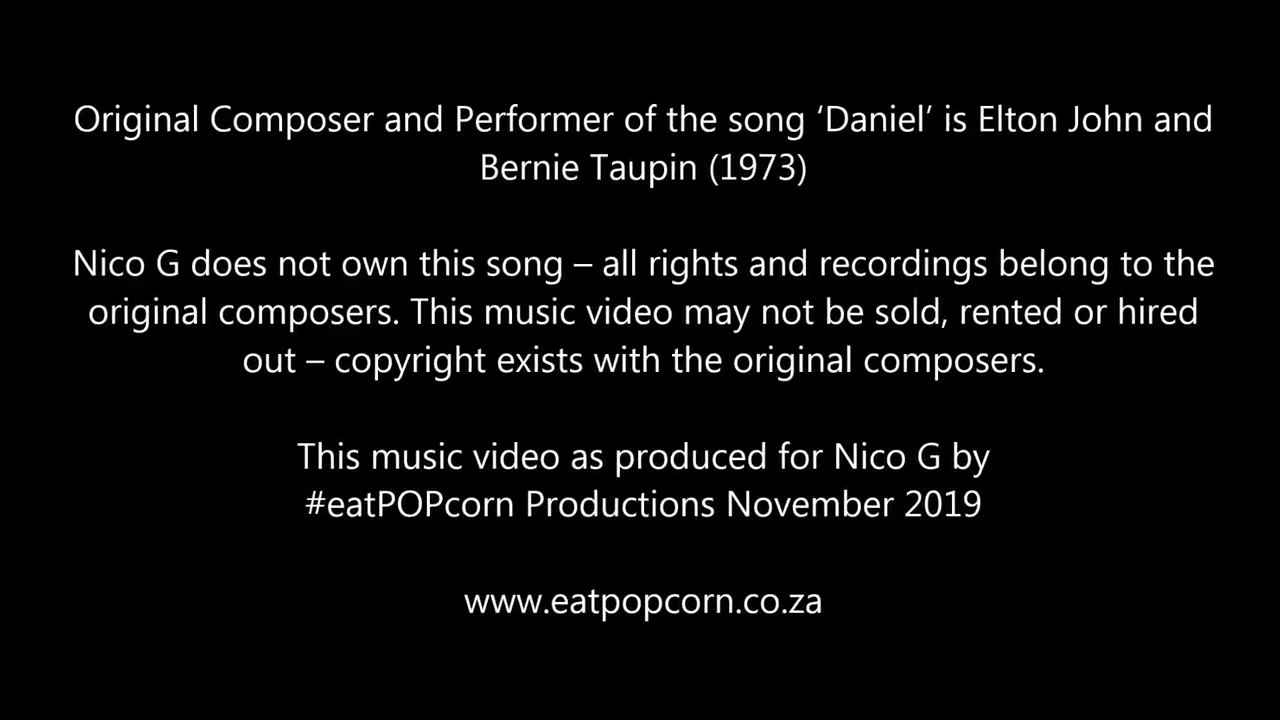 Original Composer and Performer of the song ‘Daniel’ is Elton John and
Bernie Taupin (1973)
Nico G does not own this song – all rights and recordings belong to the
original composers. This music video may not be sold, rented or hired
out – copyright exists with the original composers.
This music video as produced for Nico G by
#eatPOPcorn Productions November 2019
www.eatpopcorn.co.za